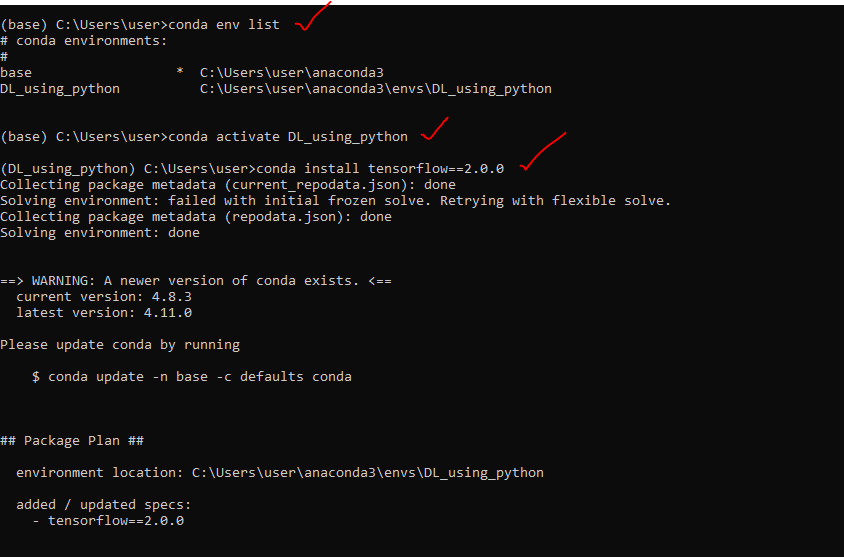 (base) C:\Users\user>conda env list
# conda environments:
#
base                  *  C:\Users\user\anaconda3
DL_using_python          C:\Users\user\anaconda3\envs\DL_using_python
(base) C:\Users\user>conda activate DL_using_python
(DL_using_python) C:\Users\user>conda install tensorflow==2.0.0
Collecting package metadata (current_repodata.json): done
Solving environment: failed with initial frozen solve. Retrying with flexible solve.
Collecting package metadata (repodata.json): done
Solving environment: done
==> WARNING: A newer version of conda exists. <==
  current version: 4.8.3
  latest version: 4.11.0
Please update conda by running
    $ conda update -n base -c defaults conda
## Package Plan ##
  environment location: C:\Users\user\anaconda3\envs\DL_using_python
  added / updated specs:
    - tensorflow==2.0.0